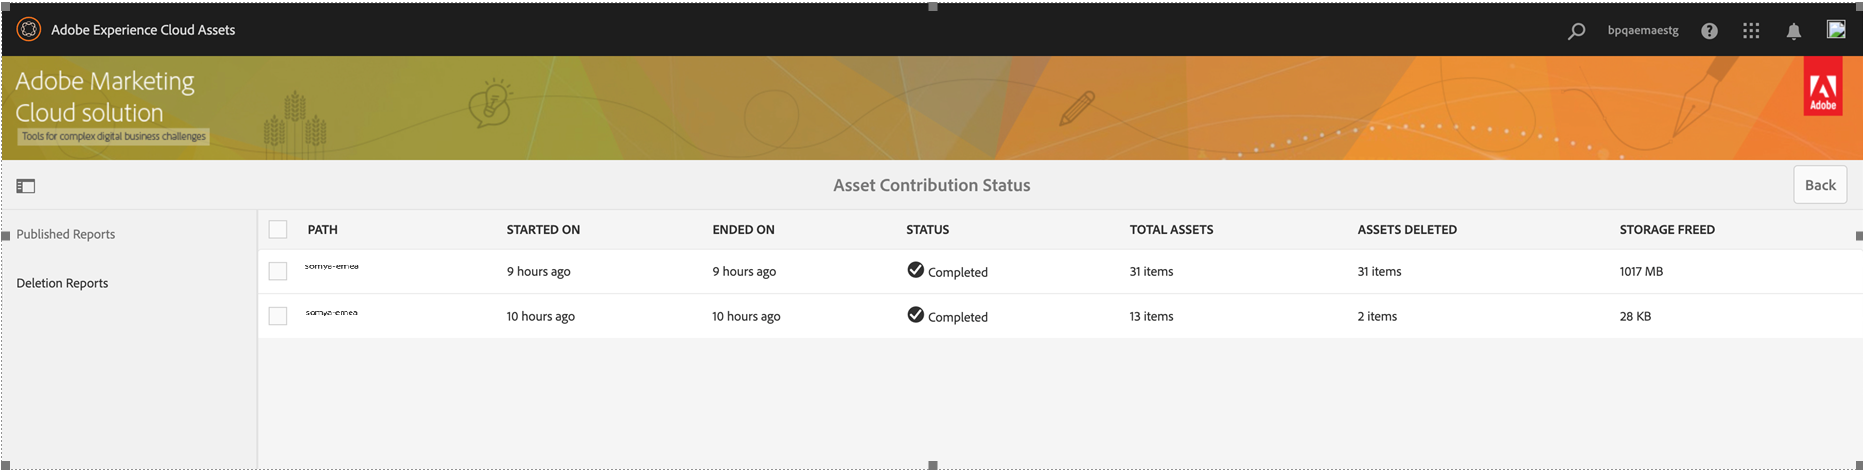 Adobe Experience Cloud Assets
bpqaemaestg
Adobe Marketing
Cloud solution
Tools for complex digital business challenges
Adobe
Asset Contribution Status
Back
Published Reports
Deletion Reports
PATH STARTED ON ENDED ON STATUS TOTAL ASSETS ASSETS DELETED STORAGE FREED
somya-emea 9 hours ago 9 hours ago Completed 31 items 31 items 1017 MB
somya-emea 10 hours ago 10 hours ago Completed 13 items 2 items 28 KB